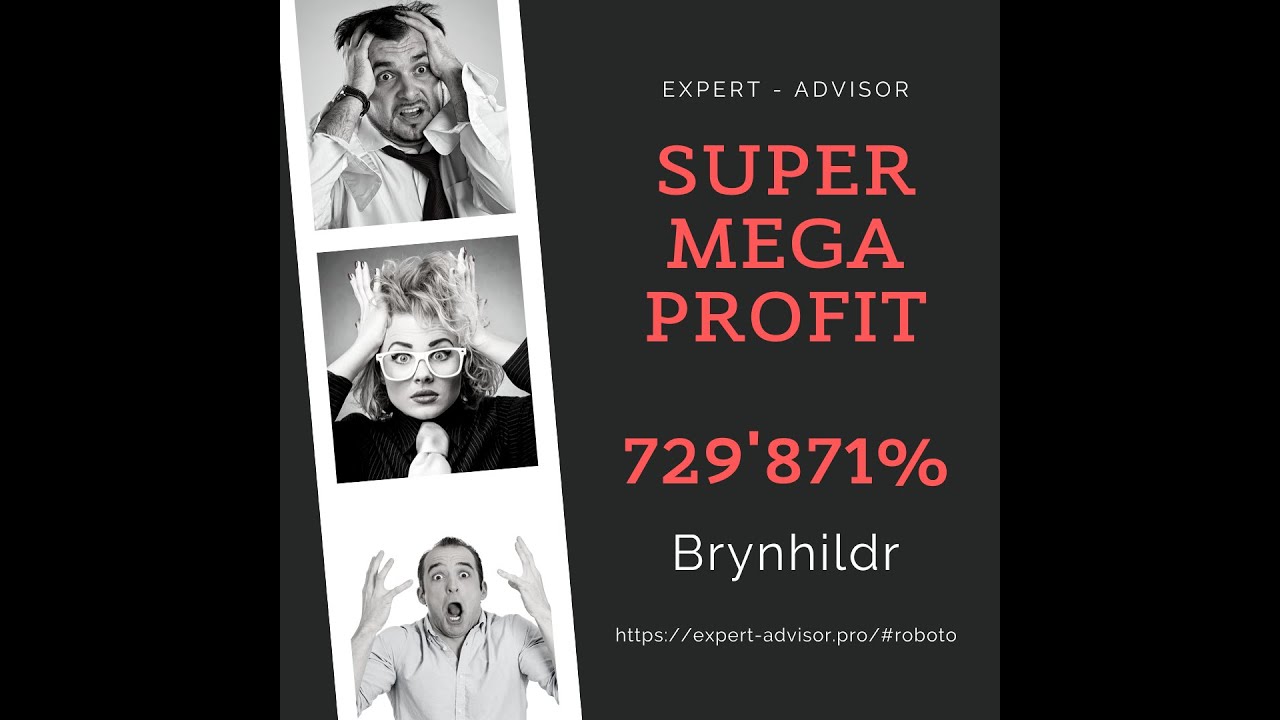 EXPERT - ADVISOR
SUPER
MEGA
PROFIT
729'871%
Brynhildr
https://expert-advisor.pro/#roboto